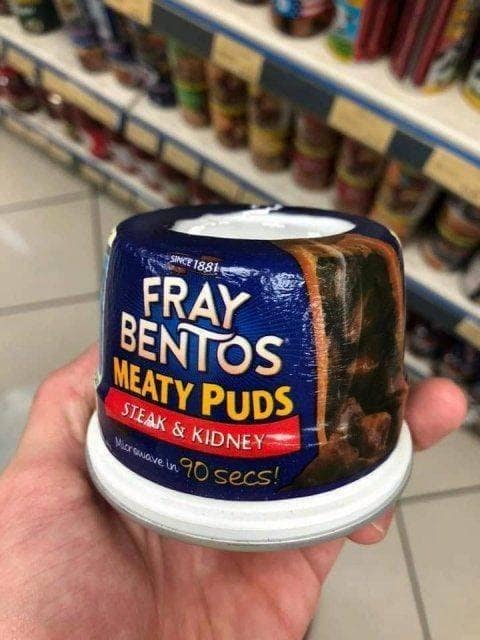 SINCE 1881
FRAY
BENTOS
MEATY PUDS
STEAK & KIDNEY
Microwave in 90 secs!